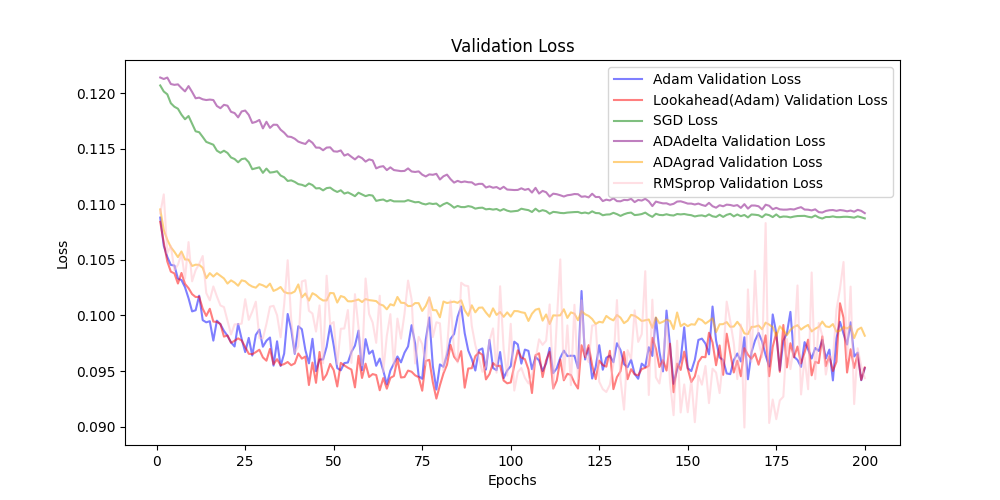 Validation Loss
Loss
0.120
0.115
0.110
0.105
0.100
0.095
0.090
Adam Validation Loss
Lookahead(Adam) Validation Loss
SGD Loss
ADAdelta Validation Loss
ADAgrad Validation Loss
RMSprop Validation Loss
0 25 50 75 100 125 150 175 200
Epochs